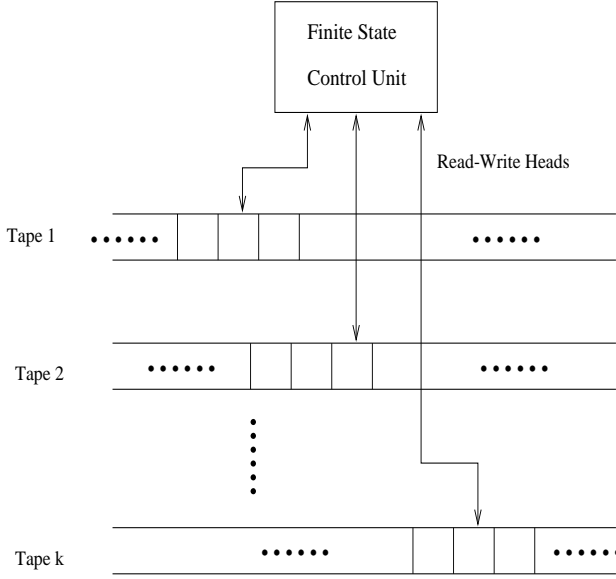 Finite State
Control Unit
Read-Write Heads
Tape 1
Tape 2
Tape k